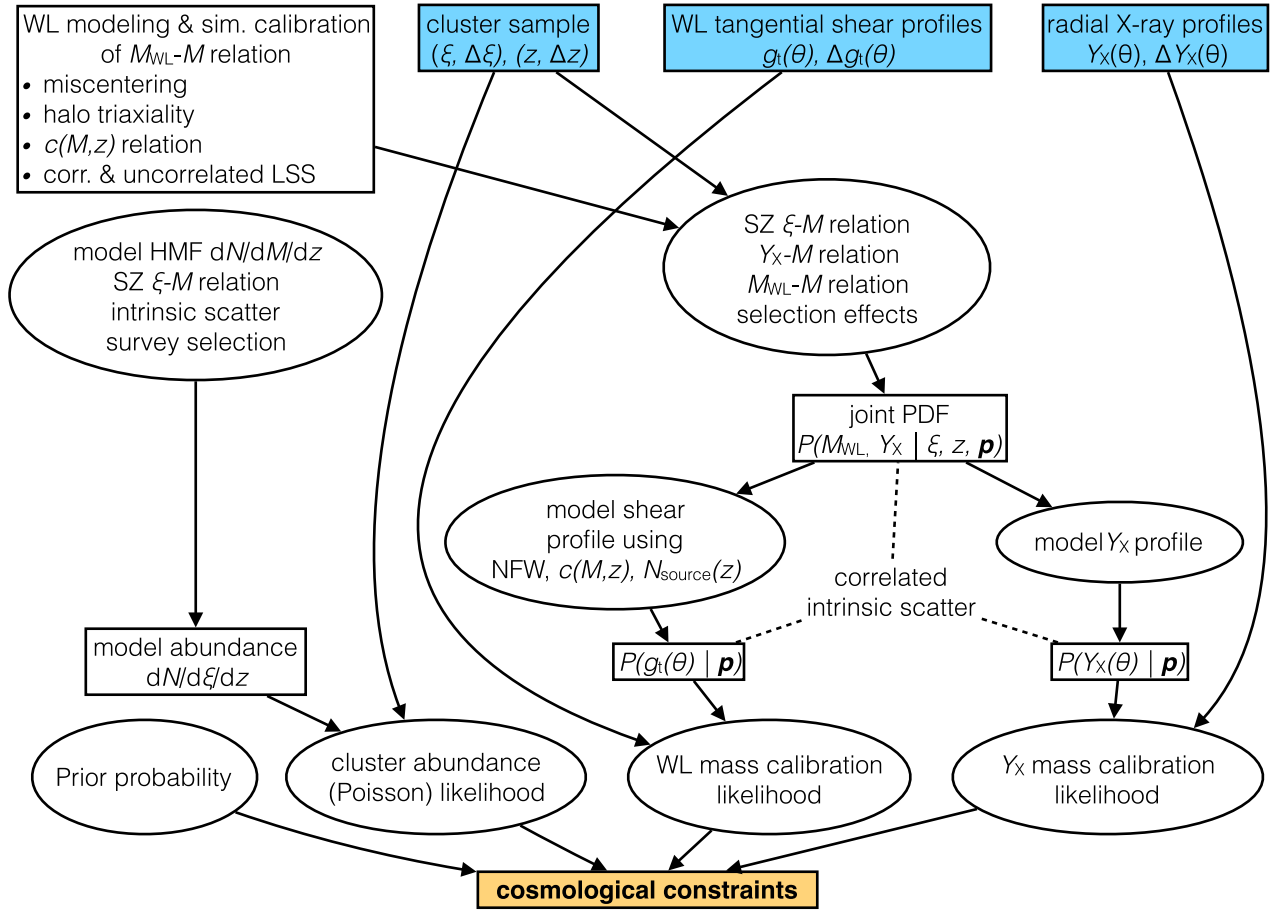 WL modeling & sim. calibration
of M_WL-M relation
• miscentering
• halo triaxiality
• c(M,z) relation
• corr. & uncorrelated LSS
cluster sample
(ξ, Δξ), (z, Δz)
WL tangential shear profiles
g_t(θ), Δg_t(θ)
radial X-ray profiles
Y_X(θ), ΔY_X(θ)
model HMF dN/dM/dz
SZ ξ-M relation
intrinsic scatter
survey selection
SZ ξ-M relation
Y_X-M relation
M_WL-M relation
selection effects
joint PDF
P(M_WL, Y_X | ξ, z, p)
model shear
profile using
NFW, c(M,z), N_source(z)
model Y_X profile
correlated
intrinsic scatter
model abundance
dN/dξ/dz
P(g_t(θ) | p)
P(Y_X(θ) | p)
Prior probability
cluster abundance
(Poisson) likelihood
WL mass calibration
likelihood
Y_X mass calibration
likelihood
cosmological constraints